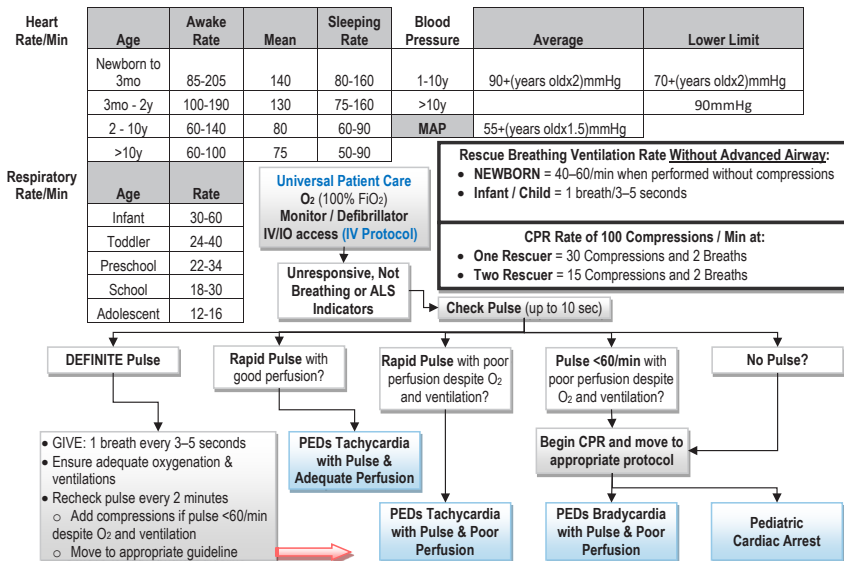 Heart
Rate/Min
Age
Awake
Rate
Mean
Sleeping
Rate
Newborn to
3mo
85-205
140
80-160
3mo - 2y
100-190
130
75-160
2 - 10y
60-140
80
60-90
>10y
60-100
75
50-90
Blood
Pressure
Average
Lower Limit
1-10y
90+(years oldx2)mmHg
70+(years oldx2)mmHg
>10y
90mmHg
MAP
55+(years oldx1.5)mmHg
Respiratory
Rate/Min
Age
Rate
Infant
30-60
Toddler
24-40
Preschool
22-34
School
18-30
Adolescent
12-16
Universal Patient Care
O₂ (100% FiO₂)
Monitor / Defibrillator
IV/IO access (IV Protocol)
Rescue Breathing Ventilation Rate Without Advanced Airway:
● NEWBORN = 40–60/min when performed without compressions
● Infant / Child = 1 breath/3–5 seconds
CPR Rate of 100 Compressions / Min at:
● One Rescuer = 30 Compressions and 2 Breaths
● Two Rescuer = 15 Compressions and 2 Breaths
Unresponsive, Not
Breathing or ALS
Indicators
Check Pulse (up to 10 sec)
DEFINITE Pulse
Rapid Pulse with
good perfusion?
Rapid Pulse with poor
perfusion despite O₂
and ventilation?
Pulse <60/min with
poor perfusion despite
O₂ and ventilation?
No Pulse?
● GIVE: 1 breath every 3–5 seconds
● Ensure adequate oxygenation &
ventilations
● Recheck pulse every 2 minutes
○ Add compressions if pulse <60/min
despite O₂ and ventilation
○ Move to appropriate guideline
PEDs Tachycardia
with Pulse &
Adequate Perfusion
Begin CPR and move to
appropriate protocol
PEDs Tachycardia
with Pulse & Poor
Perfusion
PEDs Bradycardia
with Pulse & Poor
Perfusion
Pediatric
Cardiac Arrest